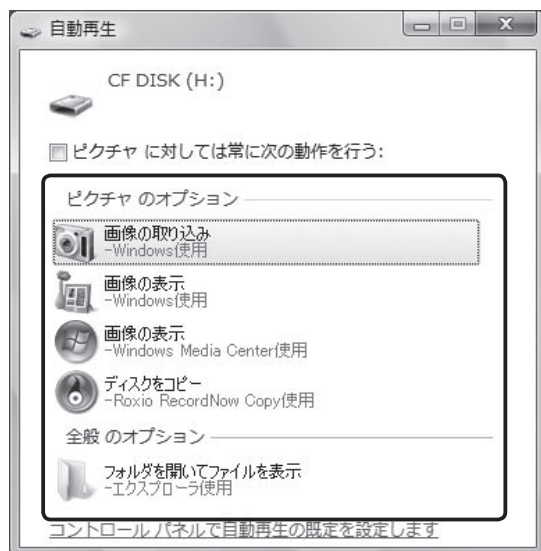 自動再生
CF DISK (H:)
ピクチャ に対しては常に次の動作を行う:
ピクチャ のオプション
画像の取り込み
-Windows使用
画像の表示
-Windows使用
画像の表示
-Windows Media Center使用
ディスクをコピー
-Roxio RecordNow Copy使用
全般 のオプション
フォルダを開いてファイルを表示
-エクスプローラ使用
コントロール パネルで自動再生の既定を設定します